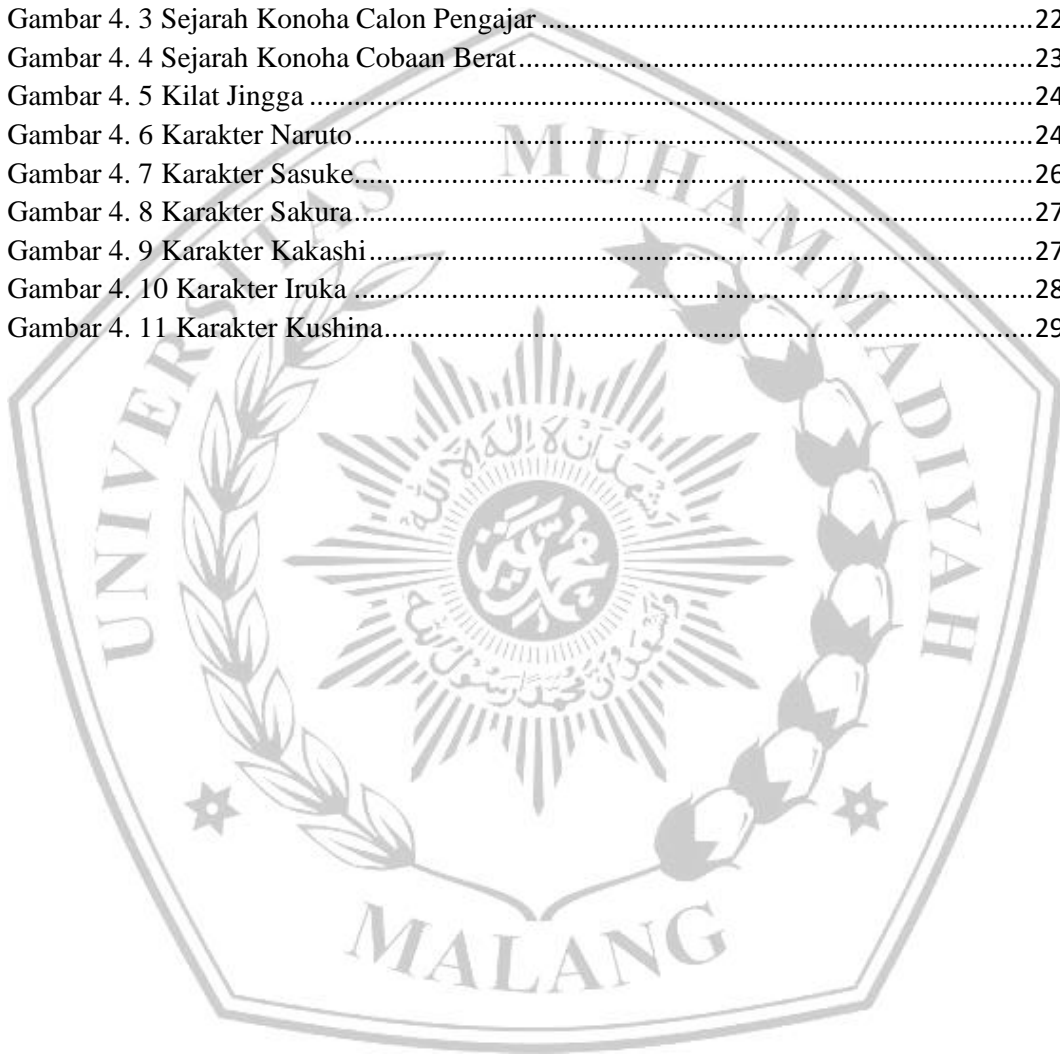 Gambar 4. 3 Sejarah Konoha Calon Pengajar ............................................................. 22
Gambar 4. 4 Sejarah Konoha Cobaan Berat................................................................ 23
Gambar 4. 5 Kilat Jingga ............................................................................................ 24
Gambar 4. 6 Karakter Naruto...................................................................................... 24
Gambar 4. 7 Karakter Sasuke...................................................................................... 26
Gambar 4. 8 Karakter Sakura...................................................................................... 27
Gambar 4. 9 Karakter Kakashi.................................................................................... 27
Gambar 4. 10 Karakter Iruka ...................................................................................... 28
Gambar 4. 11 Karakter Kushina.................................................................................. 29
UNIVERSITAS MUHAMMADIYAH
MALANG